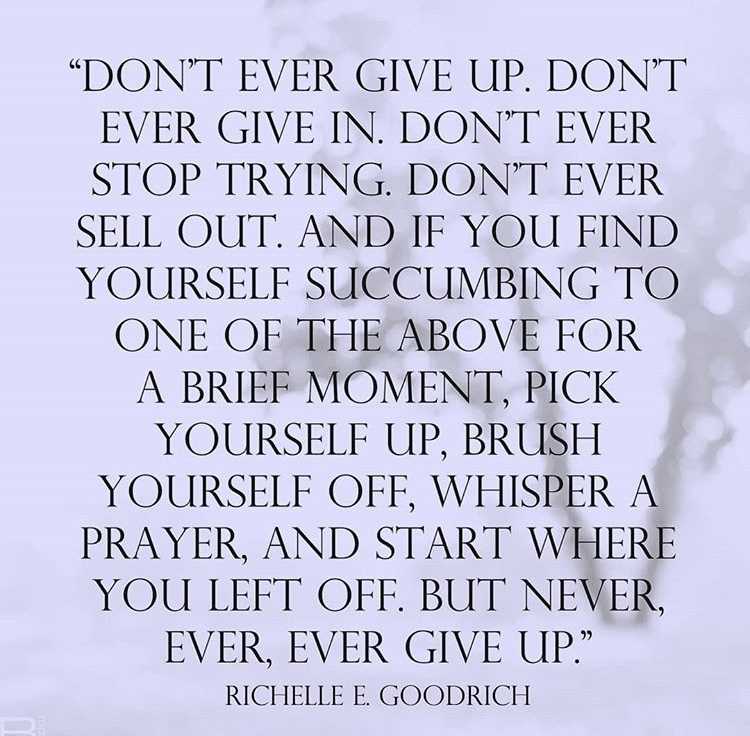 “DON’T EVER GIVE UP. DON’T
EVER GIVE IN. DON’T EVER
STOP TRYING. DON’T EVER
SELL OUT. AND IF YOU FIND
YOURSELF SUCCUMBING TO
ONE OF THE ABOVE FOR
A BRIEF MOMENT, PICK
YOURSELF UP, BRUSH
YOURSELF OFF, WHISPER A
PRAYER, AND START WHERE
YOU LEFT OFF. BUT NEVER,
EVER, EVER GIVE UP.”
RICHELLE E. GOODRICH